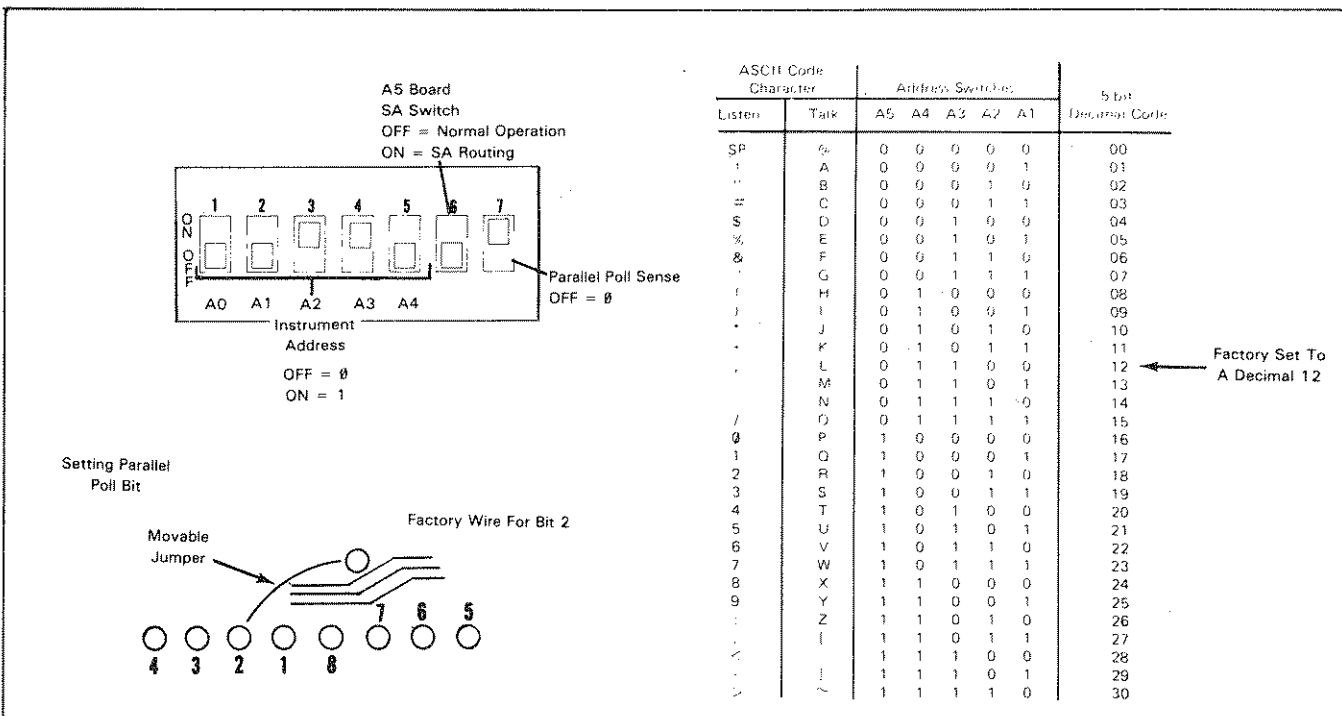 A5 Board
SA Switch
OFF = Normal Operation
ON = SA Routing
1 2 3 4 5 6 7
ON
OFF
A0 A1 A2 A3 A4
Instrument
Address
OFF = Ø
ON = 1
Parallel Poll Sense
OFF = Ø
Setting Parallel
Poll Bit
Movable
Jumper
Factory Wire For Bit 2
7 6 5
4 3 2 1 8
ASCII Code
Character Address Switches 5 bit
Listen Talk A5 A4 A3 A2 A1 Decimal Code
SP 0 0 0 0 0 00
A 0 0 0 0 1 01
" B 0 0 0 1 0 02
# C 0 0 0 1 1 03
$ D 0 0 1 0 0 04
% E 0 0 1 0 1 05
& F 0 0 1 1 0 06
' G 0 0 1 1 1 07
H 0 1 0 0 0 08
I 0 1 0 0 1 09
J 0 1 0 1 0 10
K 0 1 0 1 1 11
, L 0 1 1 0 0 12
M 0 1 1 0 1 13
N 0 1 1 1 0 14
/ O 0 1 1 1 1 15
Ø P 1 0 0 0 0 16
1 Q 1 0 0 0 1 17
2 R 1 0 0 1 0 18
3 S 1 0 0 1 1 19
4 T 1 0 1 0 0 20
5 U 1 0 1 0 1 21
6 V 1 0 1 1 0 22
7 W 1 0 1 1 1 23
8 X 1 1 0 0 0 24
9 Y 1 1 0 0 1 25
: Z 1 1 0 1 0 26
[ 1 1 0 1 1 27
< 1 1 1 0 0 28
1 1 1 0 1 29
> ~ 1 1 1 1 0 30
Factory Set To
A Decimal 12